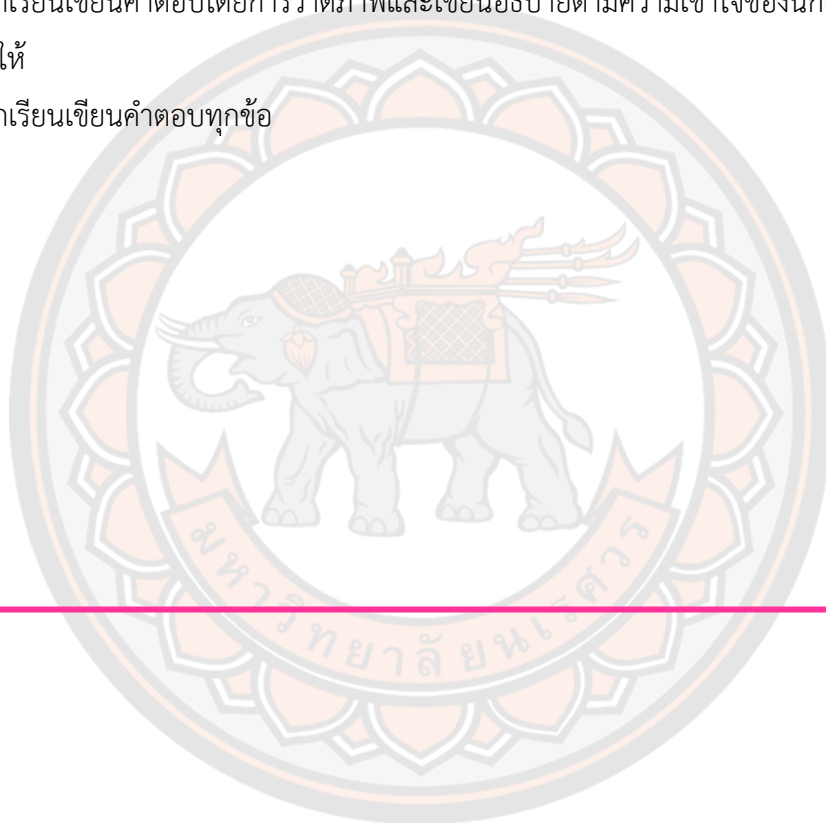 เรียนเขียนคำตอบโดยการวาดภาพและเขียนอธิบายตามความเข้าใจของนัก
ให้
เรียนเขียนคำตอบทุกข้อ
มหาวิทยาลัยนเรศวร